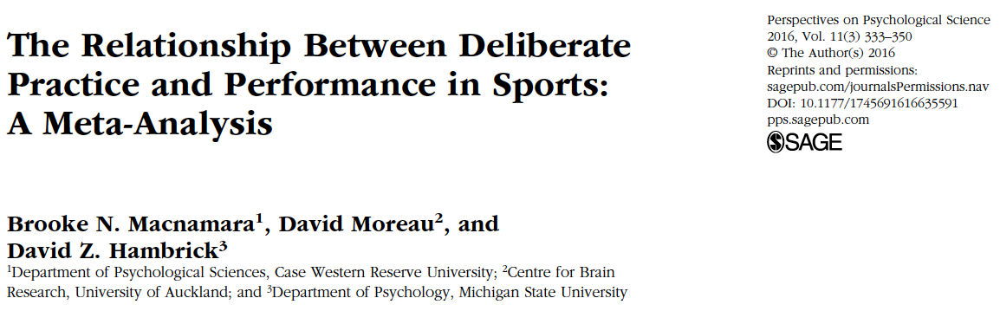 The Relationship Between Deliberate
Practice and Performance in Sports:
A Meta-Analysis
Perspectives on Psychological Science
2016, Vol. 11(3) 333–350
© The Author(s) 2016
Reprints and permissions:
sagepub.com/journalsPermissions.nav
DOI: 10.1177/1745691616635591
pps.sagepub.com
SAGE
Brooke N. Macnamara¹, David Moreau², and
David Z. Hambrick³
¹Department of Psychological Sciences, Case Western Reserve University; ²Centre for Brain
Research, University of Auckland; and ³Department of Psychology, Michigan State University